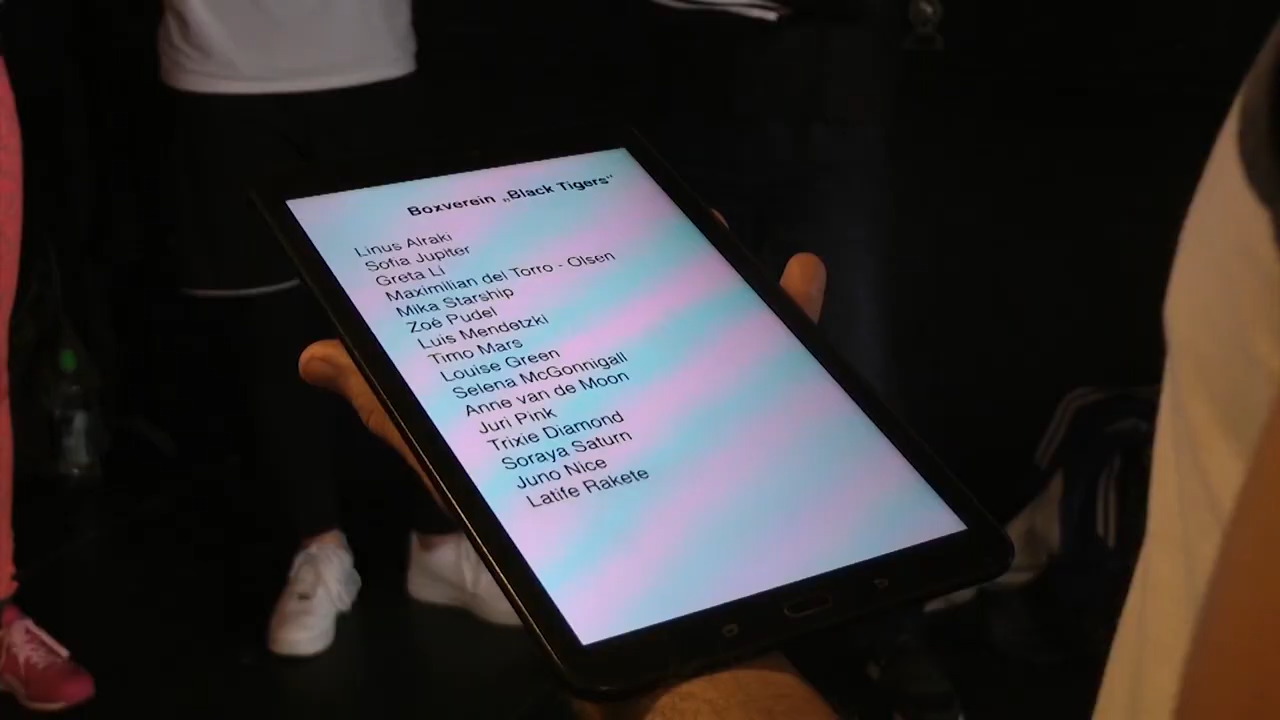 Boxverein „Black Tigers“
Linus Alraki
Sofia Jupiter
Greta Li
Maximilian del Torro - Olsen
Mika Starship
Zoé Pudel
Luis Mendetzki
Timo Mars
Louise Green
Selena McGonnigall
Anne van de Moon
Juri Pink
Trixie Diamond
Soraya Saturn
Juno Nice
Latife Rakete